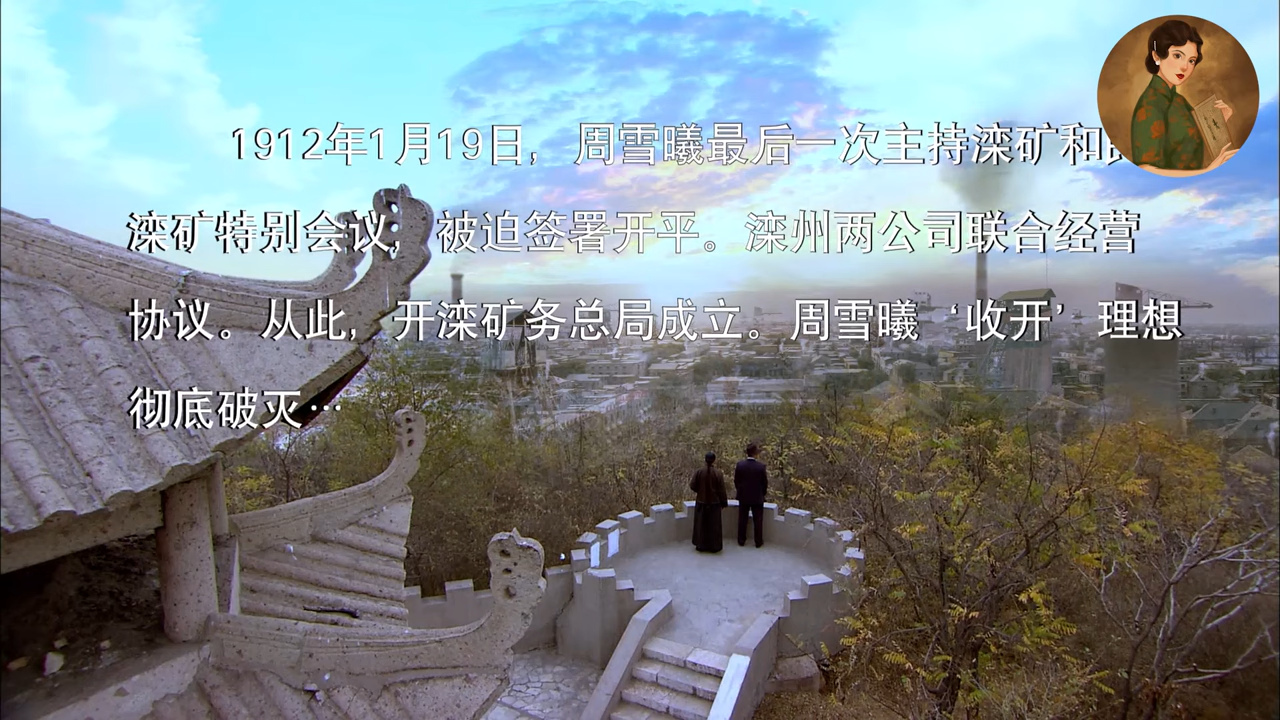 1912年1月19日，周雪曦最后一次主持滦矿和
滦矿特别会议，被迫签署开平。滦州两公司联合经营
协议。从此，开滦矿务总局成立。周雪曦‘收开’理想
彻底破灭…